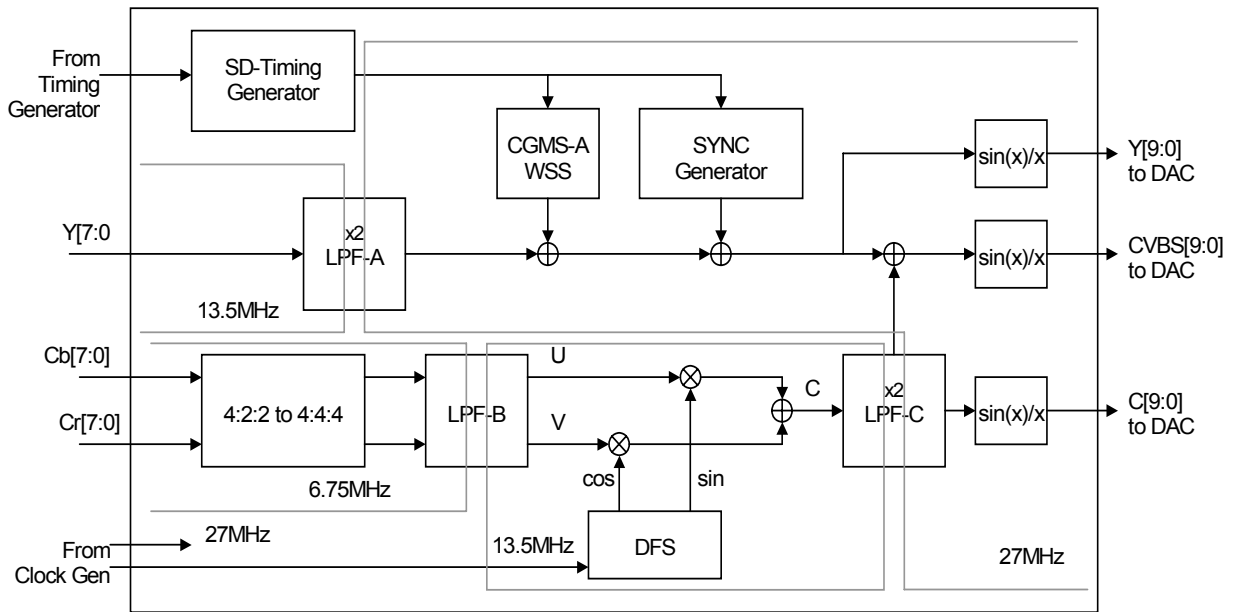 From
Timing
Generator
SD-Timing
Generator
CGMS-A
WSS
SYNC
Generator
sin(x)/x
Y[9:0]
to DAC
Y[7:0
x2
LPF-A
sin(x)/x
CVBS[9:0]
to DAC
13.5MHz
Cb[7:0]
Cr[7:0]
4:2:2 to 4:4:4
LPF-B
U
V
C
x2
LPF-C
sin(x)/x
C[9:0]
to DAC
cos
sin
6.75MHz
27MHz
From
Clock Gen
13.5MHz
DFS
27MHz